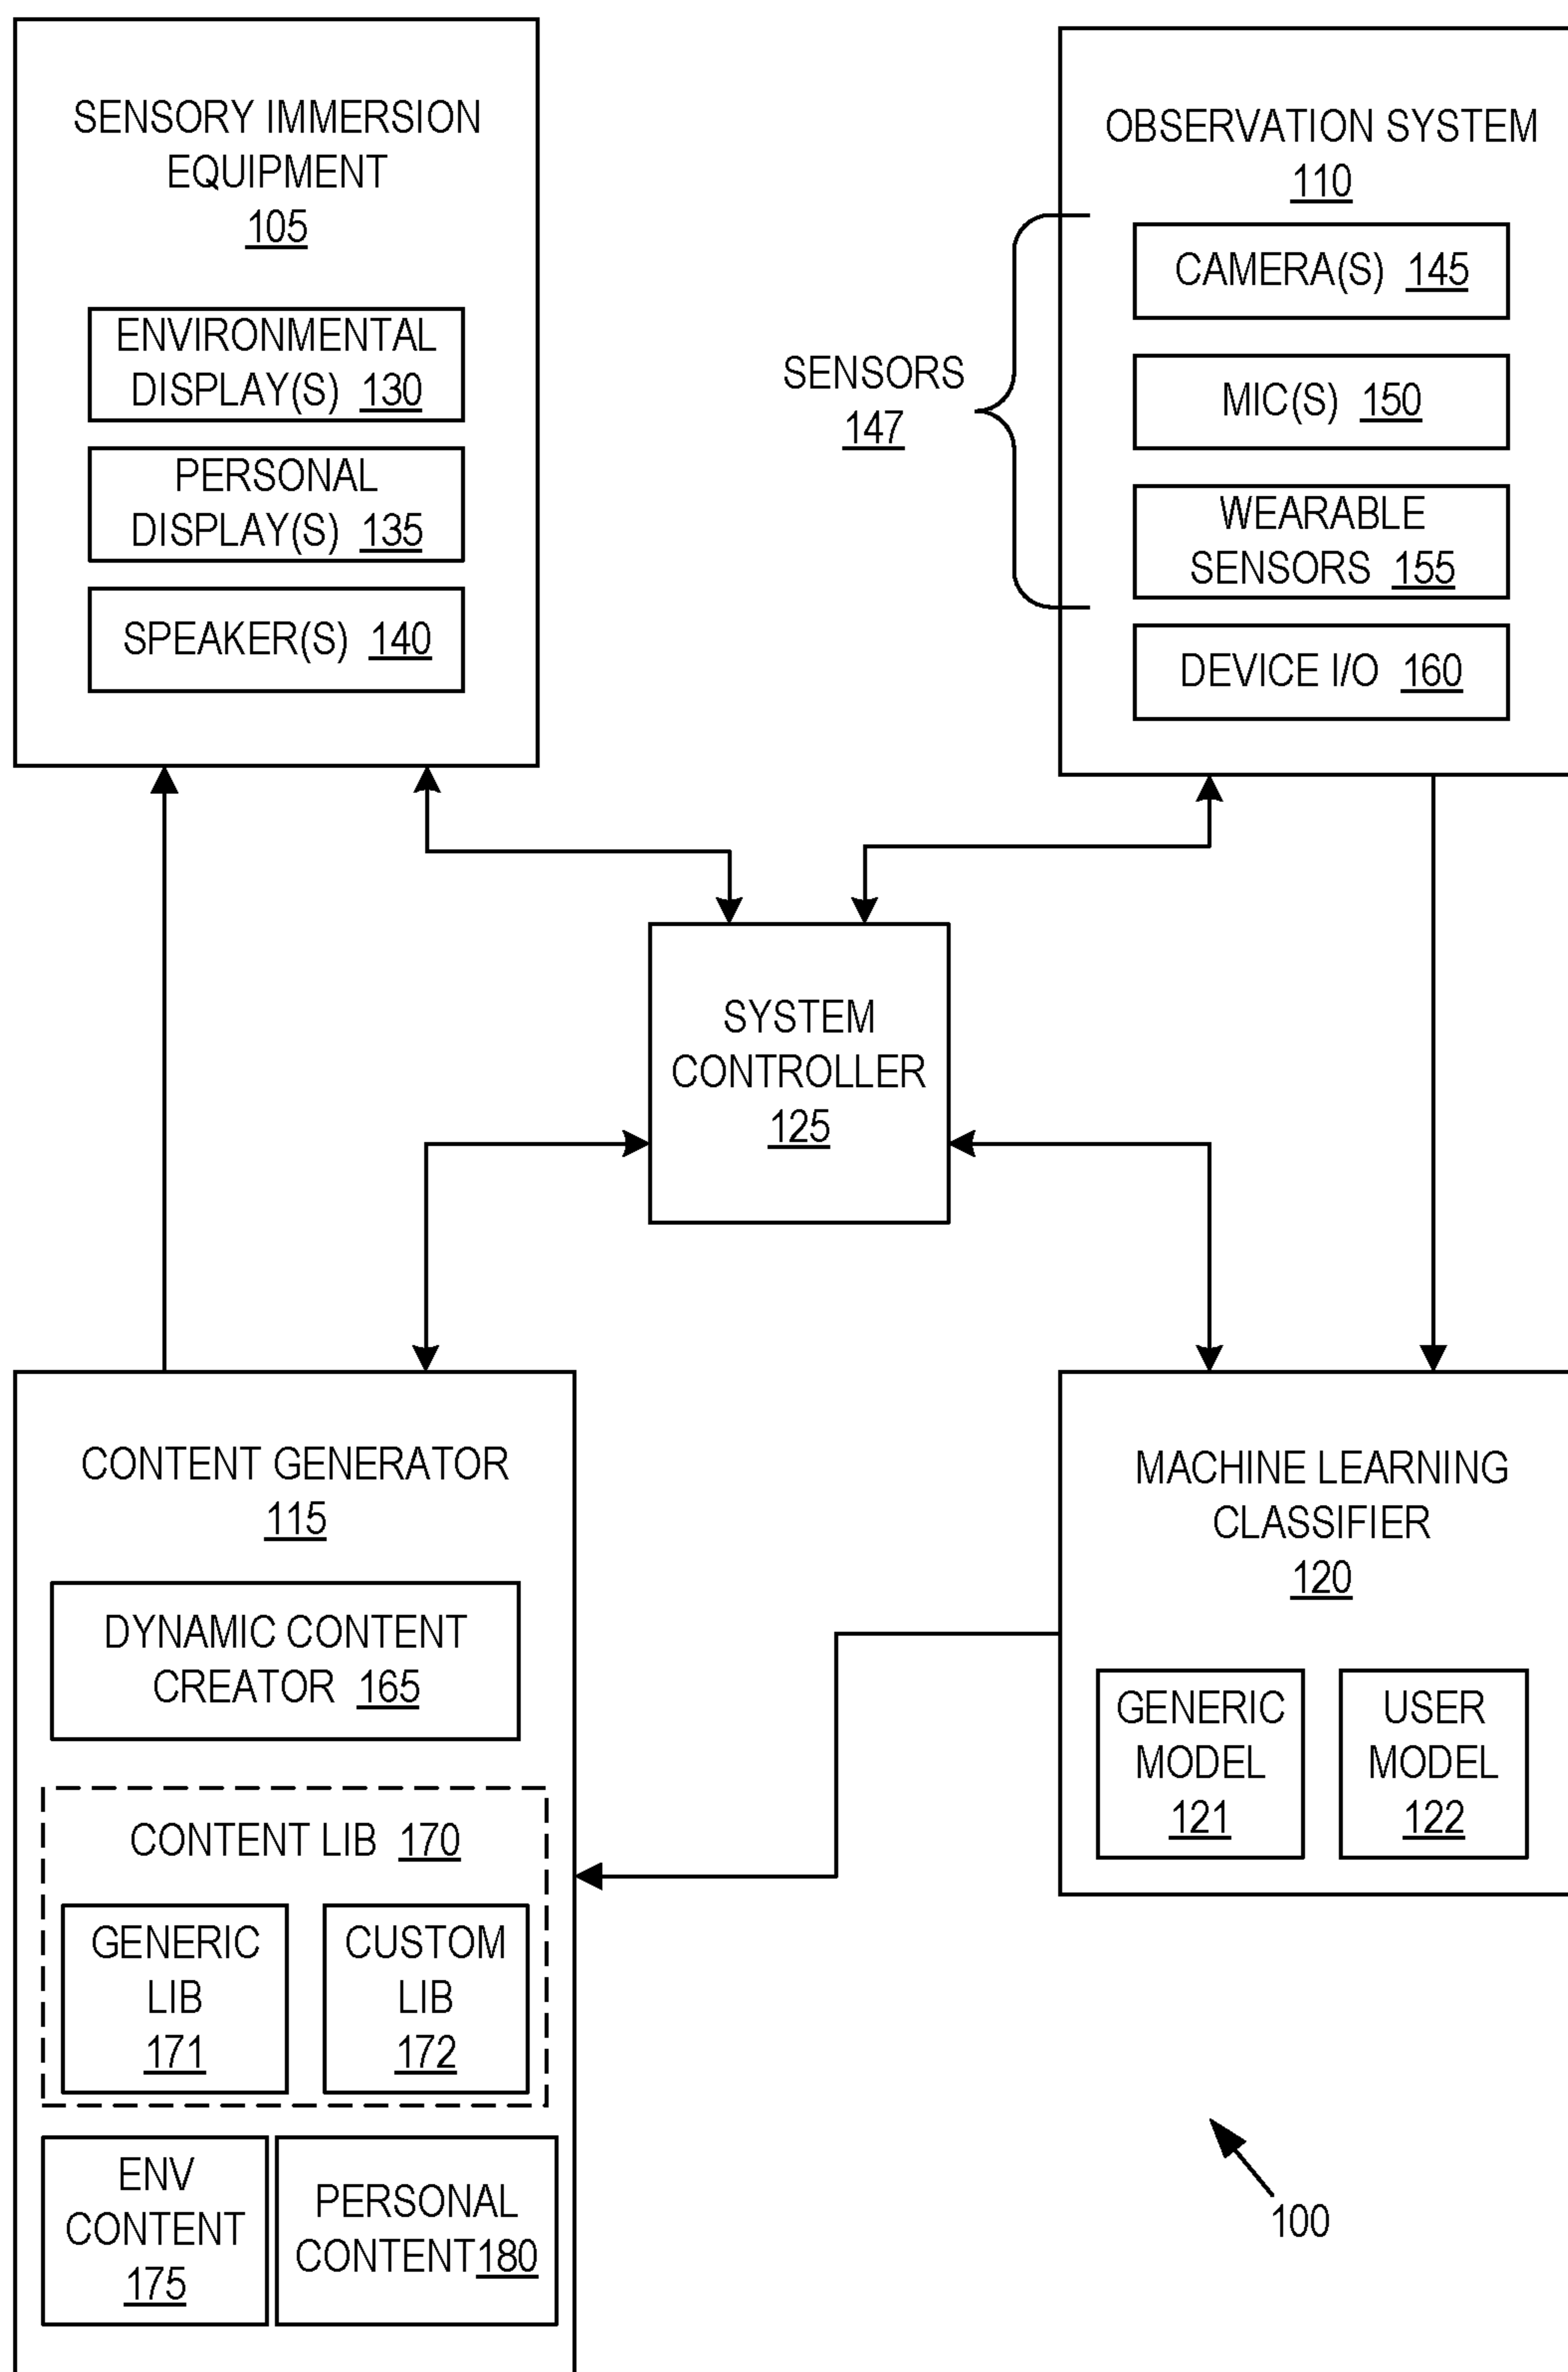 SENSORY IMMERSION
EQUIPMENT
105
ENVIRONMENTAL
DISPLAY(S) 130
PERSONAL
DISPLAY(S) 135
SPEAKER(S) 140
OBSERVATION SYSTEM
110
CAMERA(S) 145
MIC(S) 150
WEARABLE
SENSORS 155
DEVICE I/O 160
SENSORS
147
SYSTEM
CONTROLLER
125
CONTENT GENERATOR
115
DYNAMIC CONTENT
CREATOR 165
CONTENT LIB 170
GENERIC
LIB
171
CUSTOM
LIB
172
ENV
CONTENT
175
PERSONAL
CONTENT180
MACHINE LEARNING
CLASSIFIER
120
GENERIC
MODEL
121
USER
MODEL
122
100